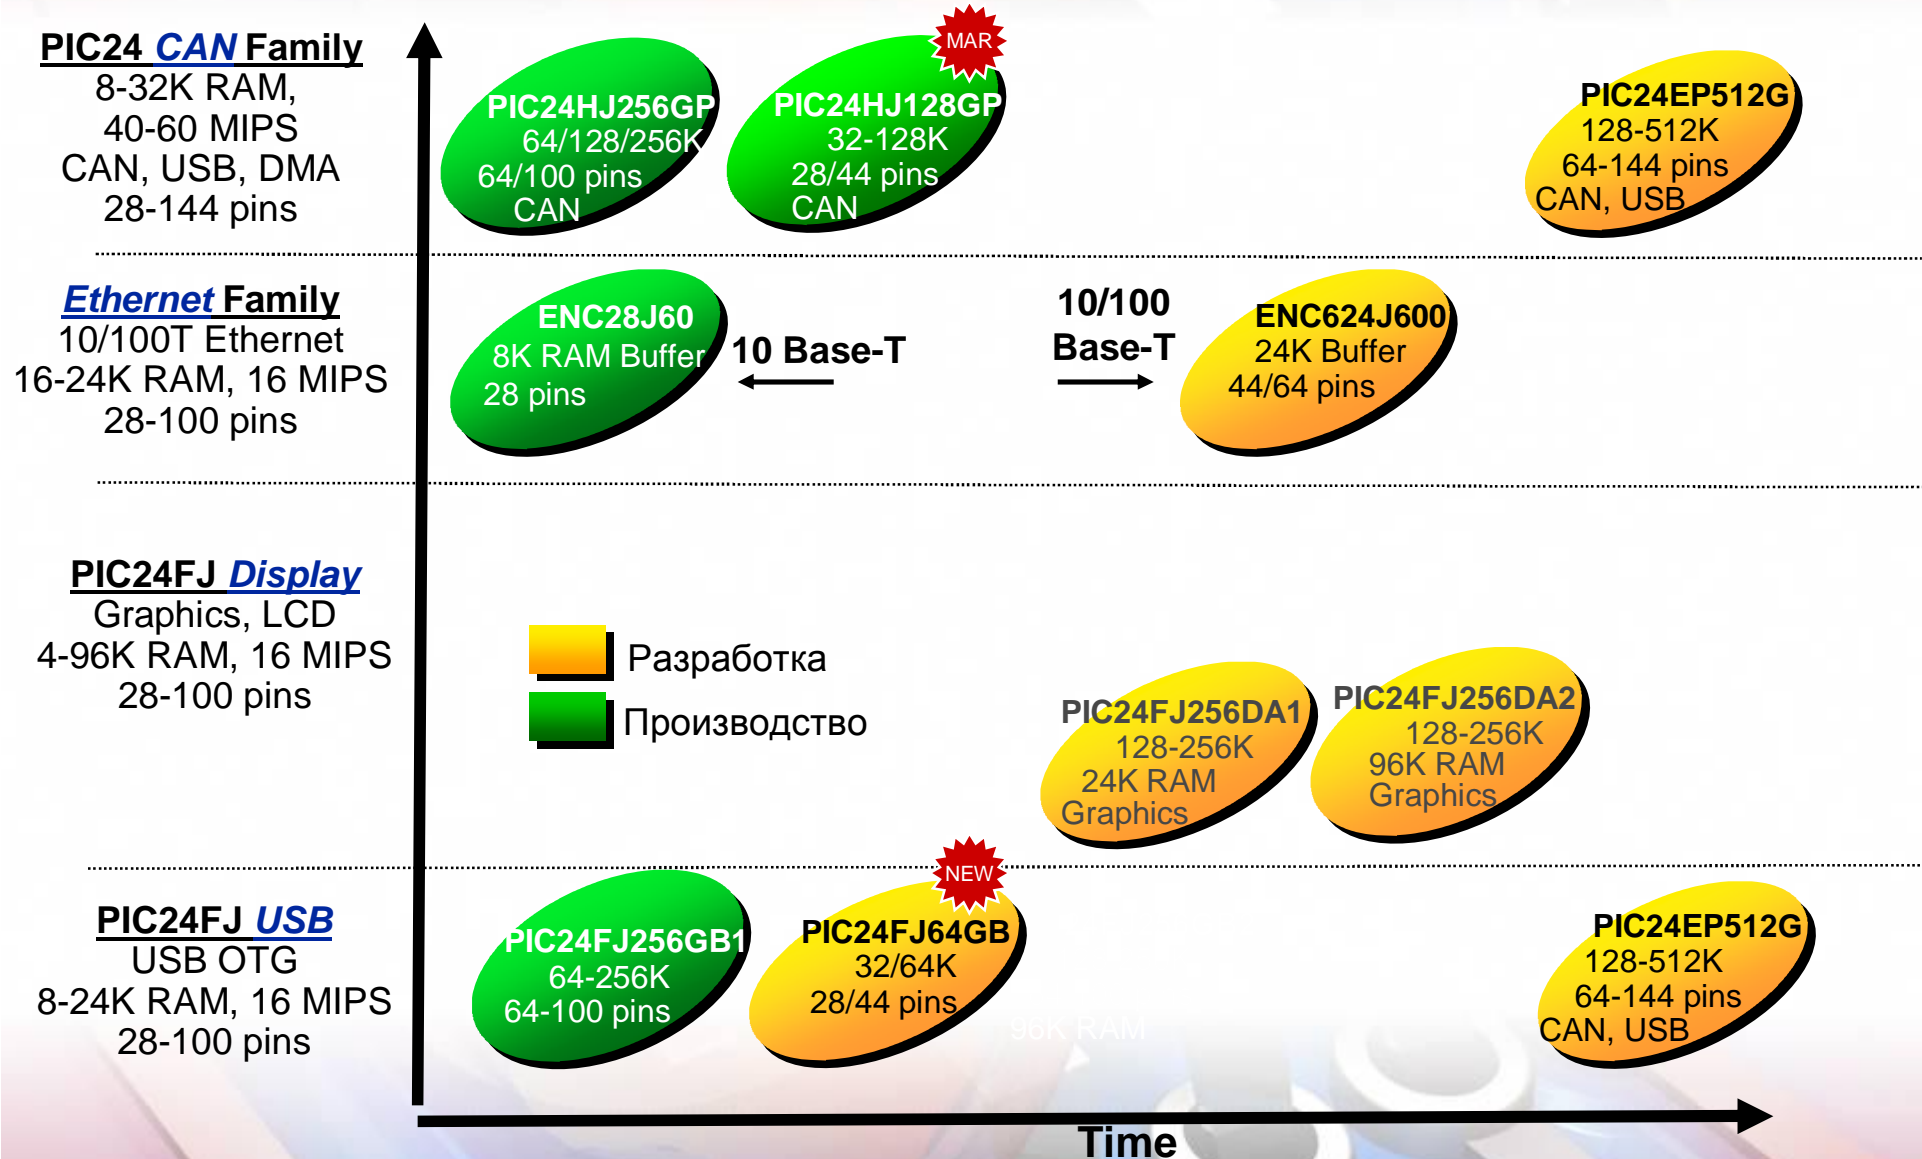 PIC24 CAN Family
8-32K RAM,
40-60 MIPS
CAN, USB, DMA
28-144 pins
PIC24HJ256GP
64/128/256K
64/100 pins
CAN
MAR
PIC24HJ128GP
32-128K
28/44 pins
CAN
PIC24EP512G
128-512K
64-144 pins
CAN, USB
Ethernet Family
10/100T Ethernet
16-24K RAM, 16 MIPS
28-100 pins
ENC28J60
8K RAM Buffer
28 pins
10 Base-T
10/100
Base-T
ENC624J600
24K Buffer
44/64 pins
PIC24FJ Display
Graphics, LCD
4-96K RAM, 16 MIPS
28-100 pins
Разработка
Производство
PIC24FJ256DA1
128-256K
24K RAM
Graphics
PIC24FJ256DA2
128-256K
96K RAM
Graphics
PIC24FJ USB
USB OTG
8-24K RAM, 16 MIPS
28-100 pins
PIC24FJ256GB1
64-256K
64-100 pins
NEW
PIC24FJ64GB
32/64K
28/44 pins
96K RAM
PIC24EP512G
128-512K
64-144 pins
CAN, USB
Time